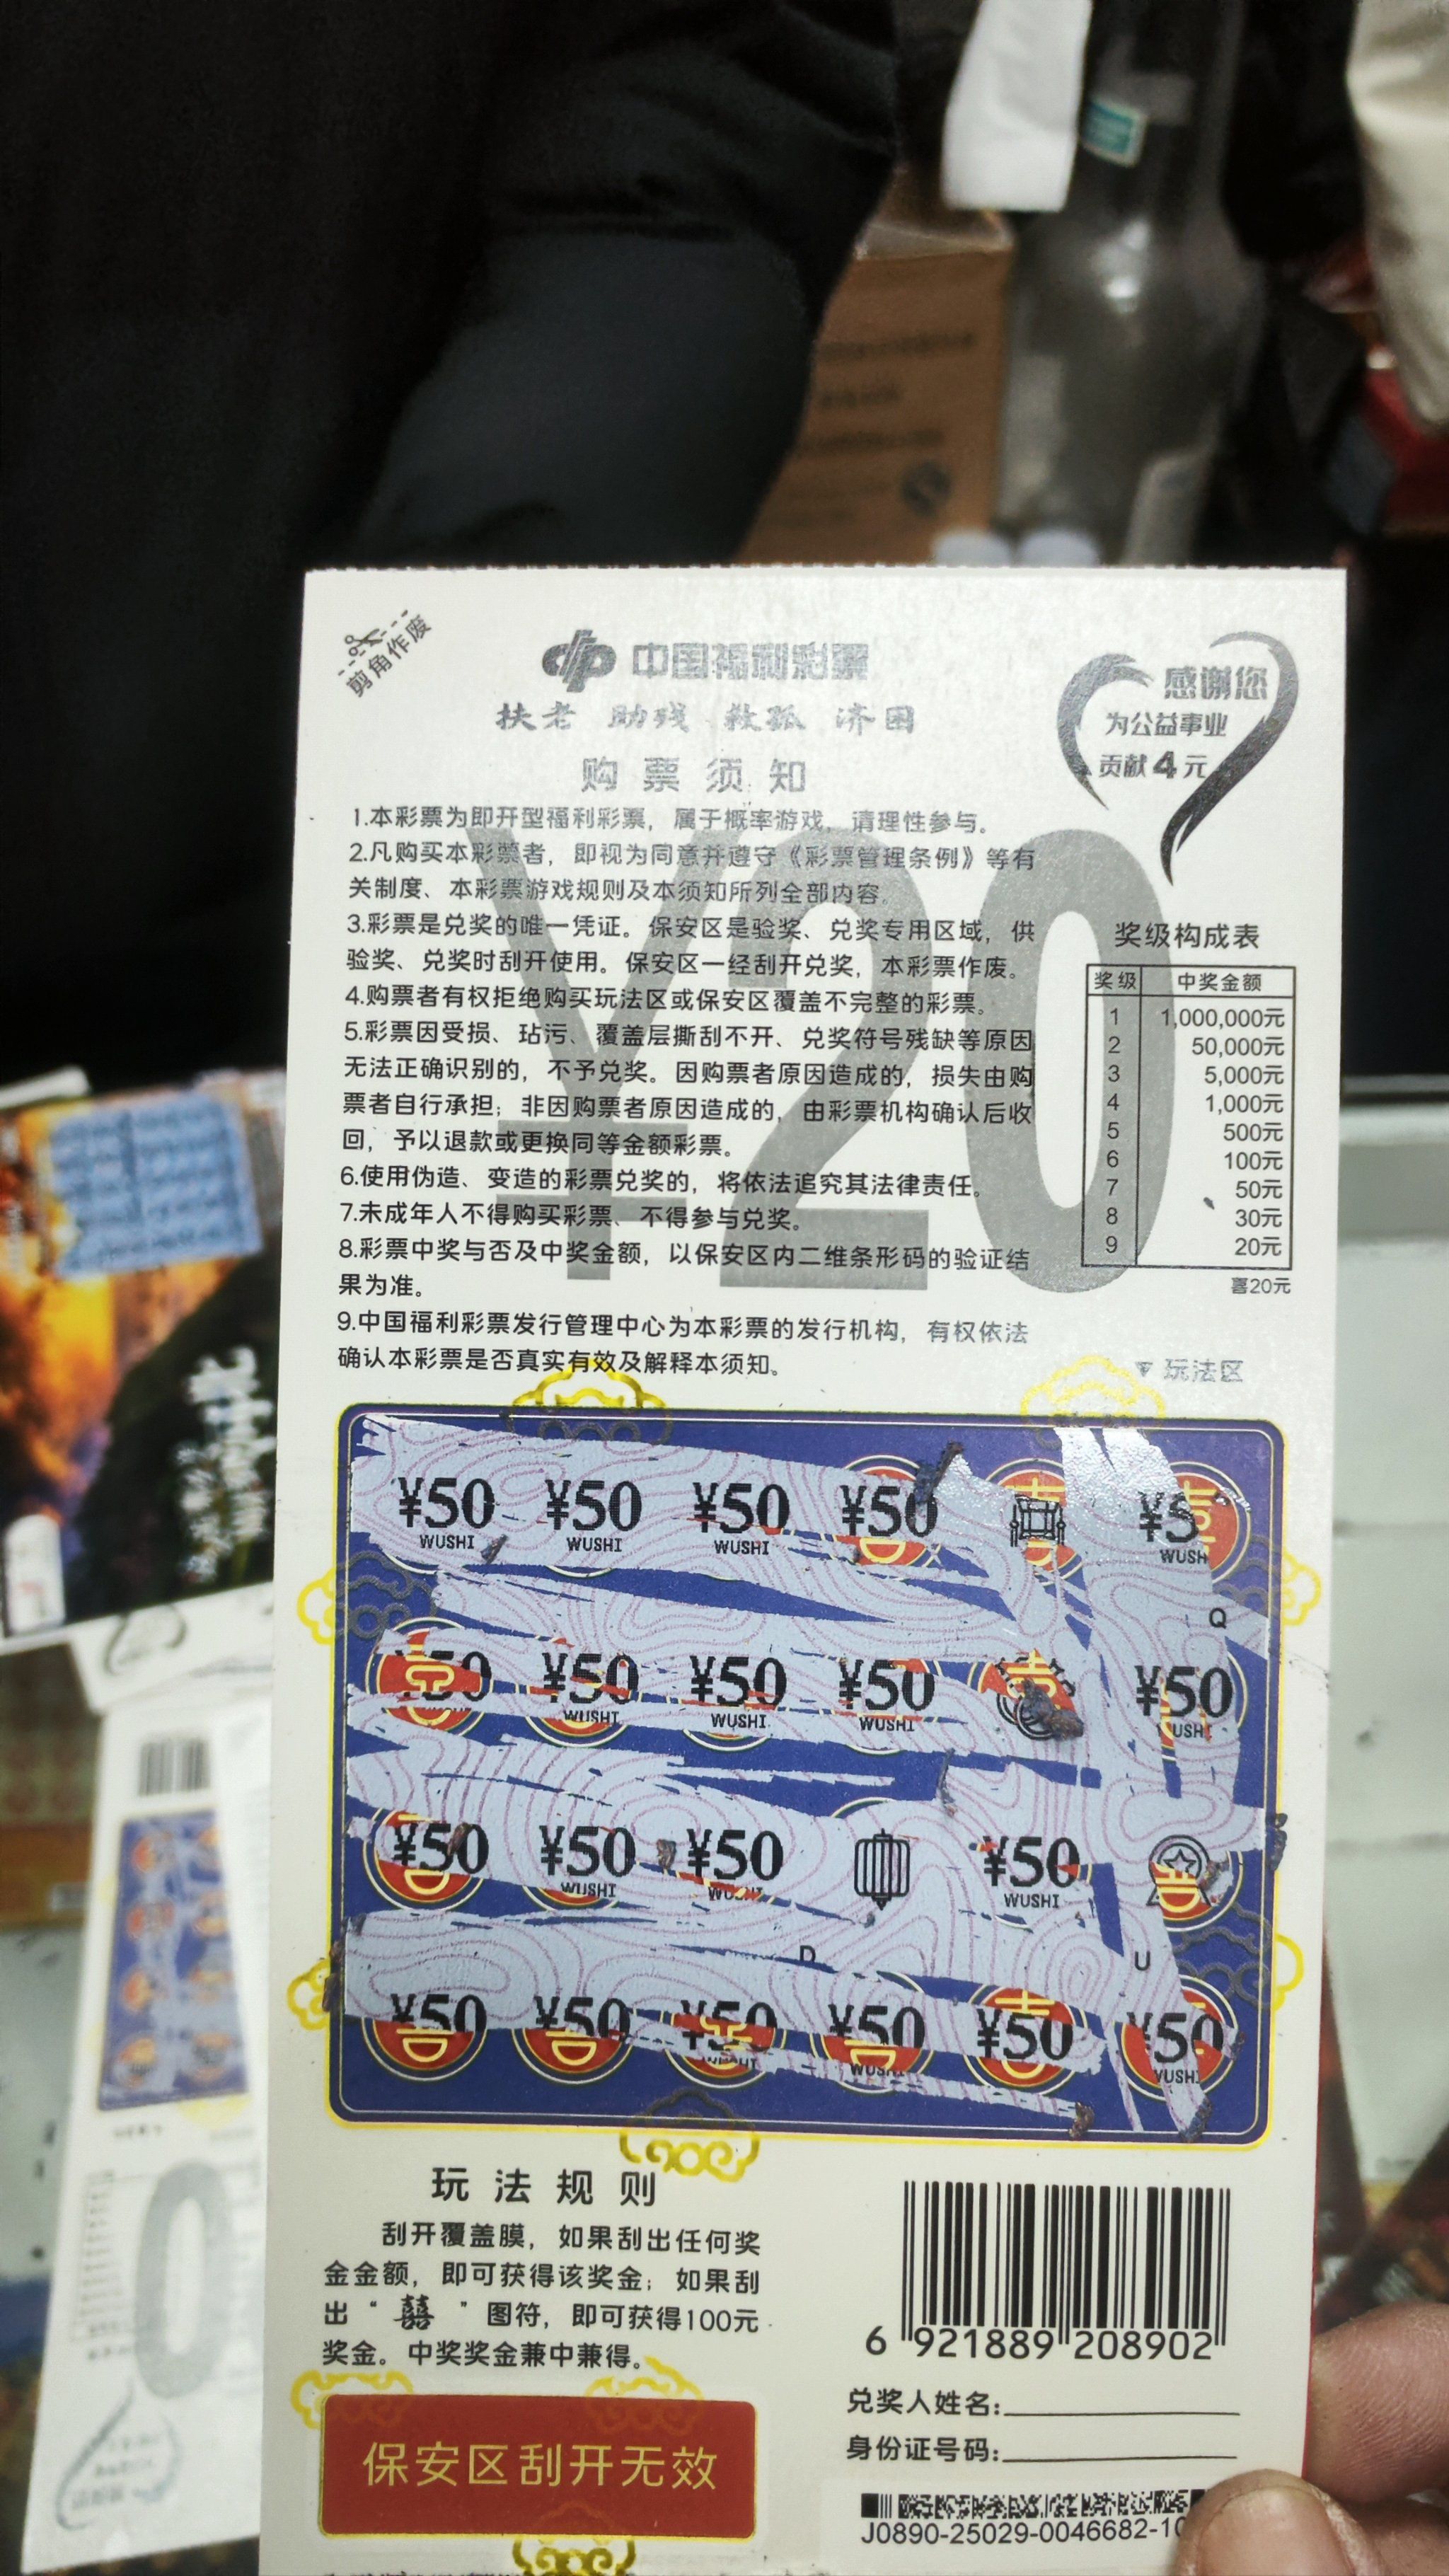 剪角作废
中国福利彩票
扶老 助残 救孤 济困
感谢您
为公益事业
贡献4元
购票须知
¥20
1.本彩票为即开型福利彩票，属于概率游戏，请理性参与。
2.凡购买本彩票者，即视为同意并遵守《彩票管理条例》等有
关制度、本彩票游戏规则及本须知所列全部内容。
3.彩票是兑奖的唯一凭证。保安区是验奖、兑奖专用区域，供
验奖、兑奖时刮开使用。保安区一经刮开兑奖，本彩票作废。
4.购票者有权拒绝购买玩法区或保安区覆盖不完整的彩票。
5.彩票因受损、玷污、覆盖层撕刮不开、兑奖符号残缺等原因
无法正确识别的，不予兑奖。因购票者原因造成的，损失由购
票者自行承担；非因购票者原因造成的，由彩票机构确认后收
回，予以退款或更换同等金额彩票。
6.使用伪造、变造的彩票兑奖的，将依法追究其法律责任。
7.未成年人不得购买彩票、不得参与兑奖。
8.彩票中奖与否及中奖金额，以保安区内二维条形码的验证结
果为准。
9.中国福利彩票发行管理中心为本彩票的发行机构，有权依法
确认本彩票是否真实有效及解释本须知。
奖级构成表
奖级 中奖金额
1 1,000,000元
2 50,000元
3 5,000元
4 1,000元
5 500元
6 100元
7 50元
8 30元
9 20元
喜20元
▼玩法区
¥50 ¥50 ¥50 ¥50 ¥5
WUSHI WUSHI WUSHI WUSH
Q
¥50 ¥50 ¥50 ¥50 ¥50
WUSHI WUSHI WUSHI USHI
¥50 ¥50 ¥50 ¥50
WUSHI WUSHI WUSHI
D U
¥50 ¥50 ¥50 ¥50 ¥50 ¥50
WUSHI WUSHI
玩法规则
刮开覆盖膜，如果刮出任何奖
金金额，即可获得该奖金；如果刮
出“囍”图符，即可获得100元
奖金。中奖奖金兼中兼得。
6 921889 208902
保安区刮开无效
兑奖人姓名：
身份证号码：
J0890-25029-0046682-10